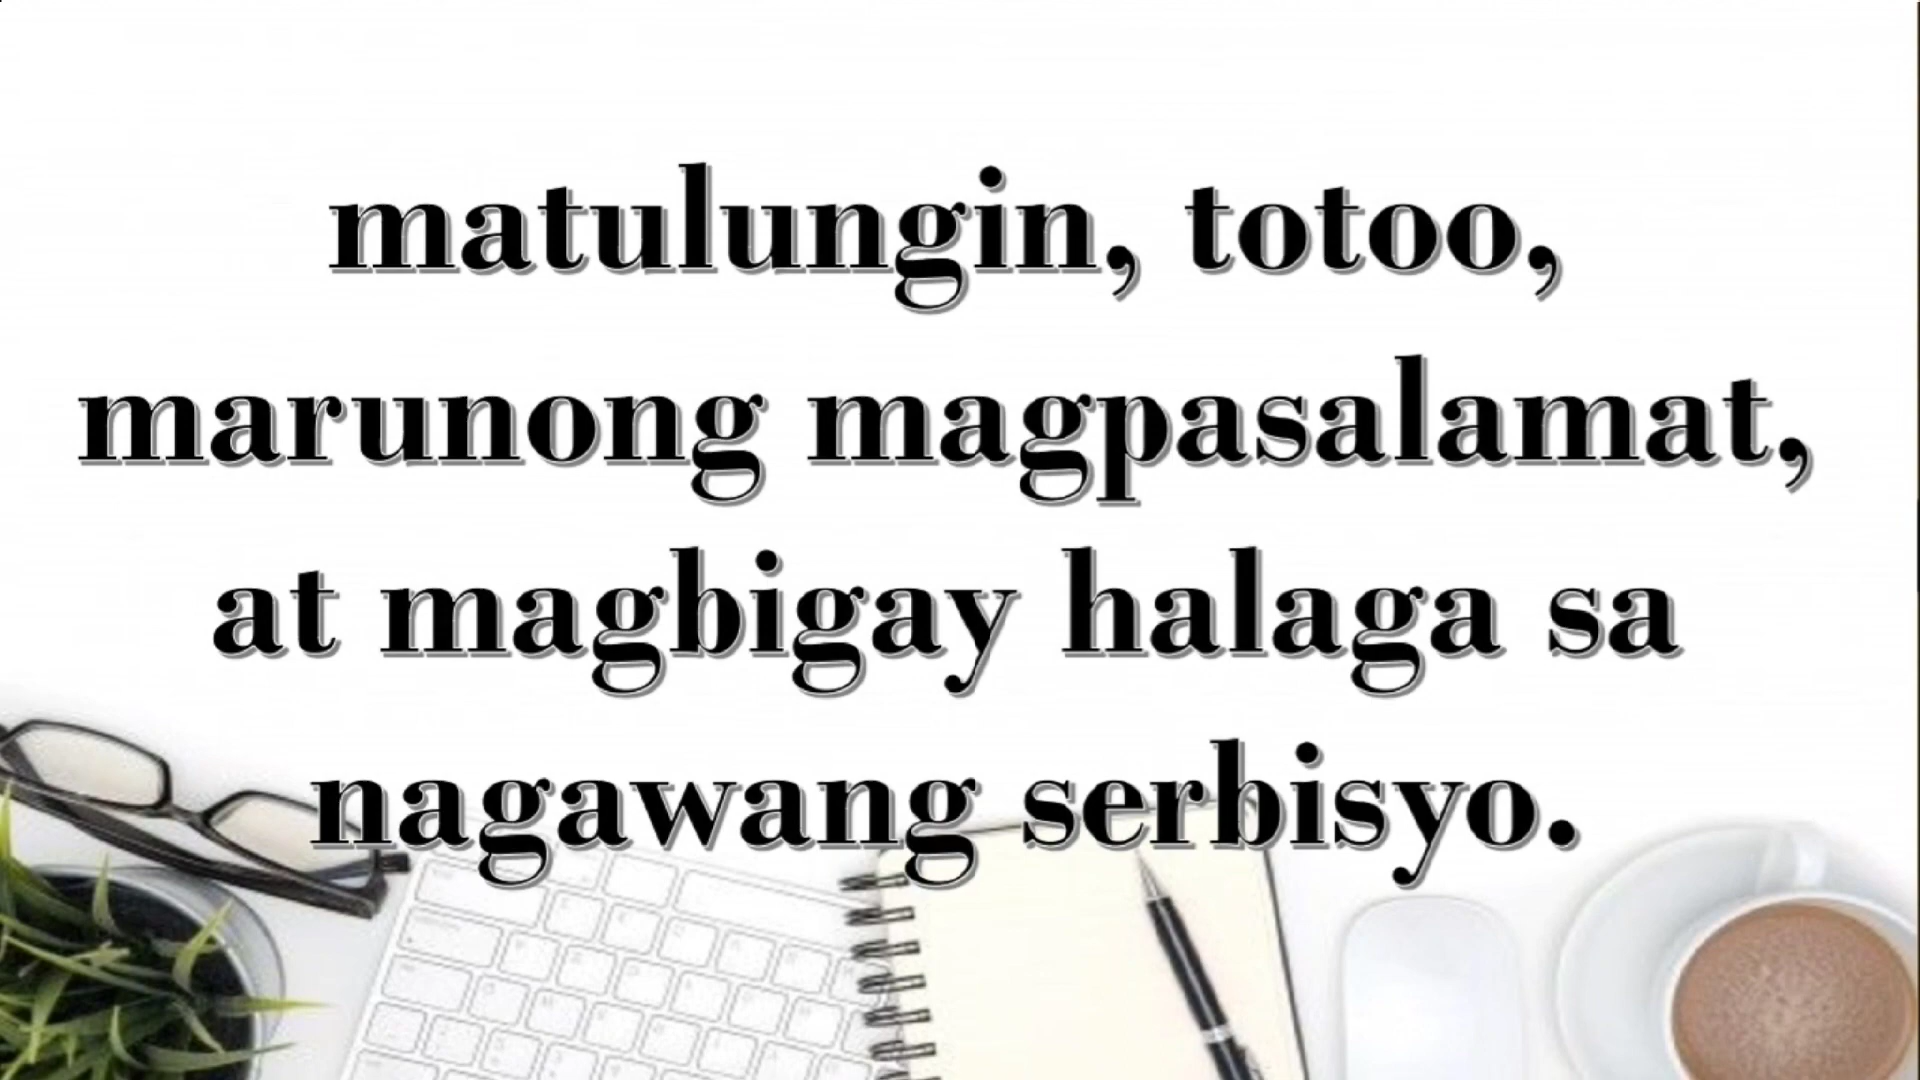 matulungin, totoo,
marunong magpasalamat,
at magbigay halaga sa
nagawang serbisyo.